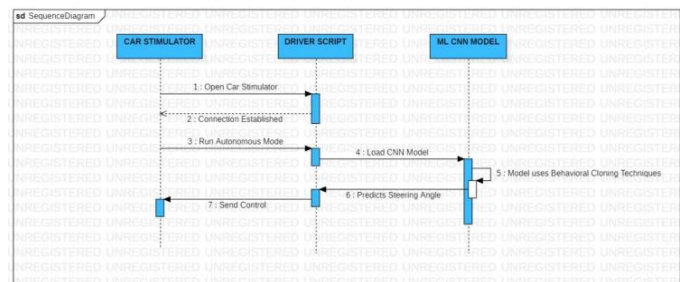 sd SequenceDiagram
CAR STIMULATOR
DRIVER SCRIPT
ML CNN MODEL
1 : Open Car Stimulator
2 : Connection Established
3 : Run Autonomous Mode
4 : Load CNN Model
5 : Model uses Behavioral Cloning Techniques
6 : Predicts Steering Angle
7 : Send Control
UNREGISTERED